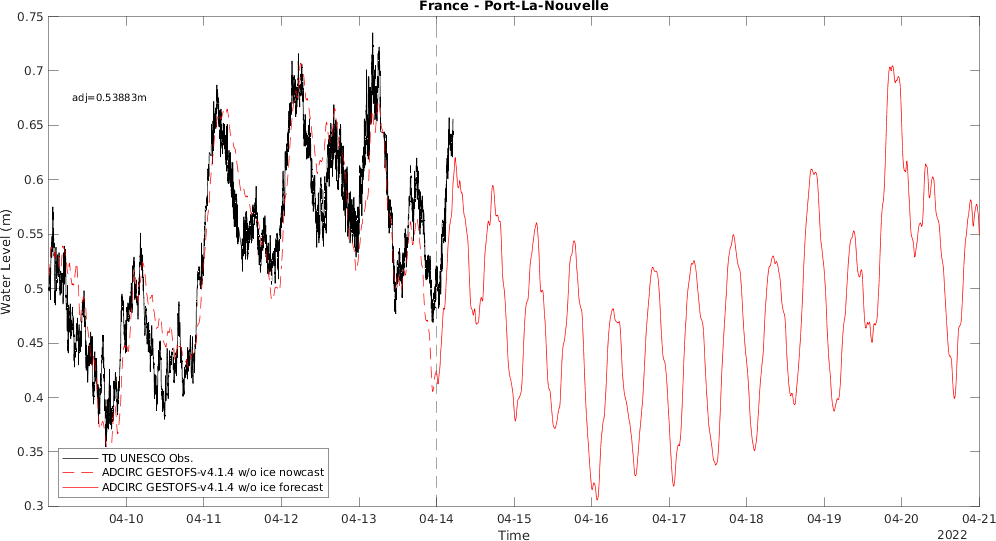 France - Port-La-Nouvelle
0.75
0.7
0.65
0.6
0.55
0.5
0.45
0.4
0.35
0.3
Water Level (m)
adj=0.53883m
TD UNESCO Obs.
ADCIRC GESTOFS-v4.1.4 w/o ice nowcast
ADCIRC GESTOFS-v4.1.4 w/o ice forecast
04-10 04-11 04-12 04-13 04-14 04-15 04-16 04-17 04-18 04-19 04-20 04-21
Time
2022